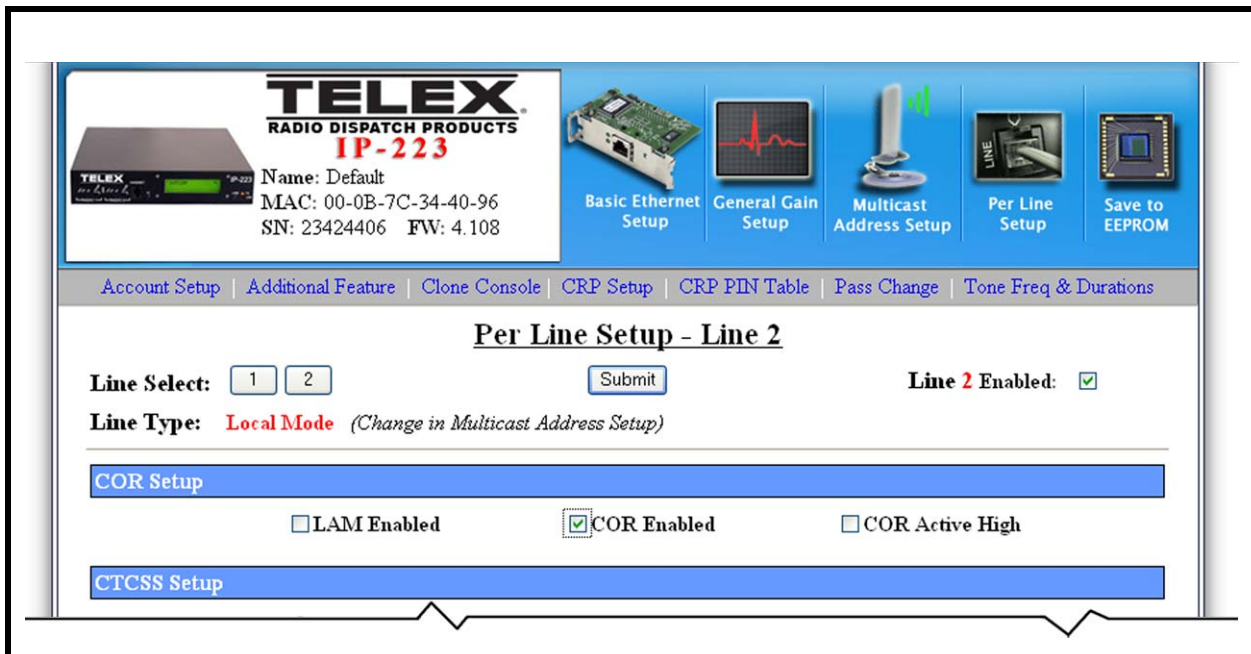 TELEX
RADIO DISPATCH PRODUCTS
IP-223
Name: Default
MAC: 00-0B-7C-34-40-96
SN: 23424406 FW: 4.108
TELEX
IP-223
LINE
Basic Ethernet Setup
General Gain Setup
Multicast Address Setup
Per Line Setup
Save to EEPROM
Account Setup | Additional Feature | Clone Console | CRP Setup | CRP PIN Table | Pass Change | Tone Freq & Durations
Per Line Setup - Line 2
Line Select: 1 2 Submit Line 2 Enabled:
Line Type: Local Mode (Change in Multicast Address Setup)
COR Setup
LAM Enabled COR Enabled COR Active High
CTCSS Setup